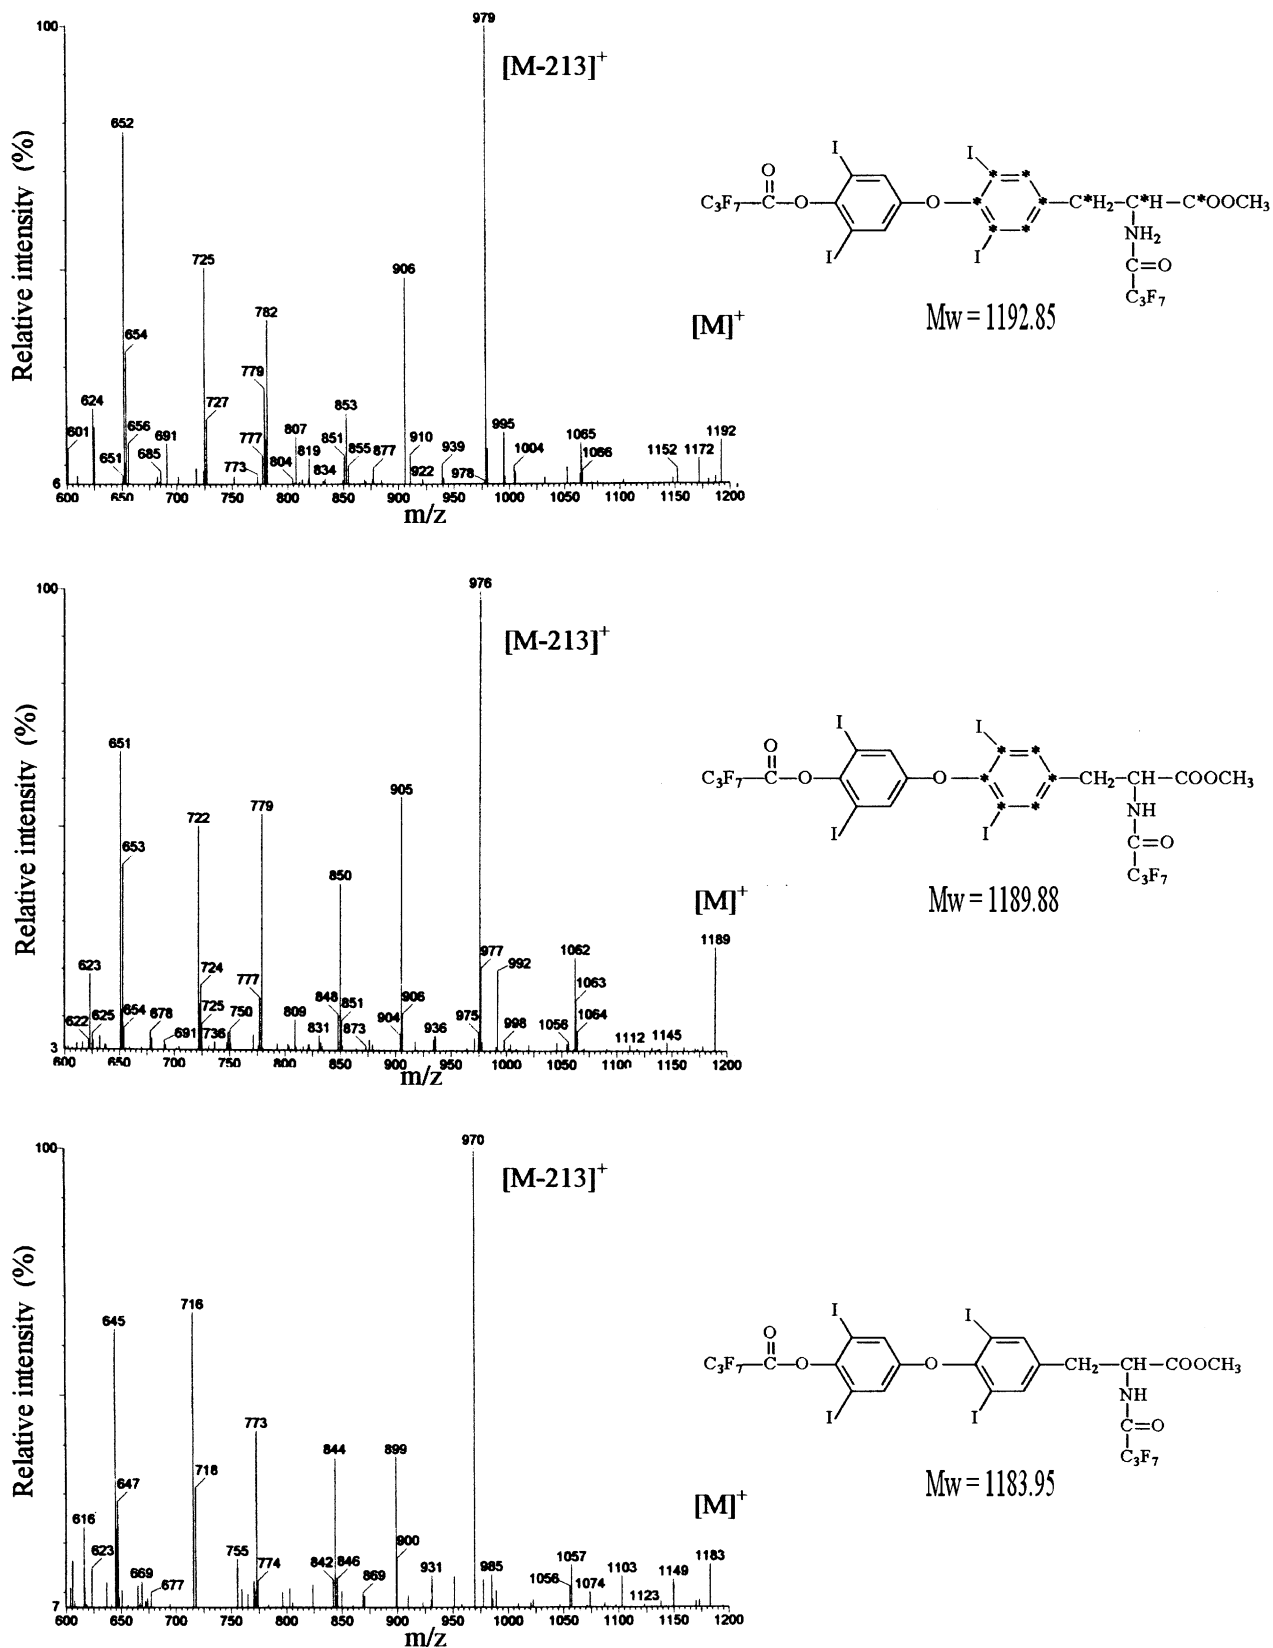 100
979
[M-213]⁺
652
725
906
782
654
779
624
601
651
656
691
685
727
777
773
807
804
819
834
853
851
855
877
910
922
939
978
995
1004
1065
1066
1152
1172
1192
6
600 650 700 750 800 850 900 950 1000 1050 1100 1150 1200
m/z
Relative intensity (%)
I I
O
C₃F₇—C—O O C*H₂—C*H—C*OOCH₃
I I NH₂
C=O
C₃F₇
[M]⁺
Mw = 1192.85
100
976
[M-213]⁺
651
905
722
779
653
850
623
622
625
654
678
691
724
725
736
750
777
809
831
848
851
873
904
906
936
975
977
992
998
1056
1062
1063
1064
1112
1145
1189
3
600 650 700 750 800 850 900 950 1000 1050 1100 1150 1200
m/z
Relative intensity (%)
I I
O
C₃F₇—C—O O CH₂—CH—COOCH₃
I I NH
C=O
C₃F₇
[M]⁺
Mw = 1189.88
100
970
[M-213]⁺
716
645
773
844
899
718
647
616
623
669
677
755
774
842
846
869
900
931
985
1056
1057
1074
1103
1123
1149
1183
7
600 650 700 750 800 850 900 950 1000 1050 1100 1150 1200
m/z
Relative intensity (%)
I I
O
C₃F₇—C—O O CH₂—CH—COOCH₃
I I NH
C=O
C₃F₇
[M]⁺
Mw = 1183.95